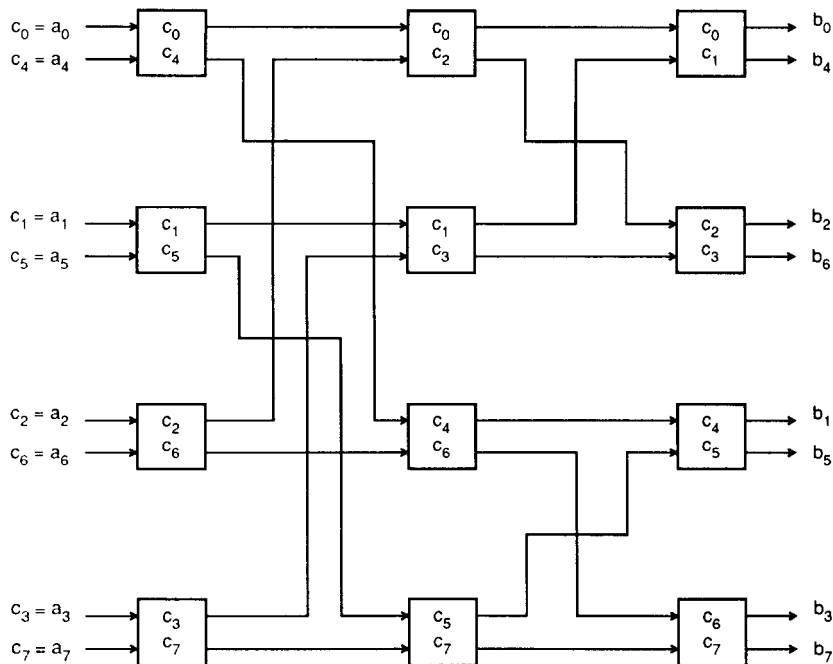 c₀ = a₀ c₀ c₀ c₀ b₀
c₄ = a₄ c₄ c₂ c₁ b₄
c₁ = a₁ c₁ c₁ c₂ b₂
c₅ = a₅ c₅ c₃ c₃ b₆
c₂ = a₂ c₂ c₄ c₄ b₁
c₆ = a₆ c₆ c₆ c₅ b₅
c₃ = a₃ c₃ c₅ c₆ b₃
c₇ = a₇ c₇ c₇ c₇ b₇